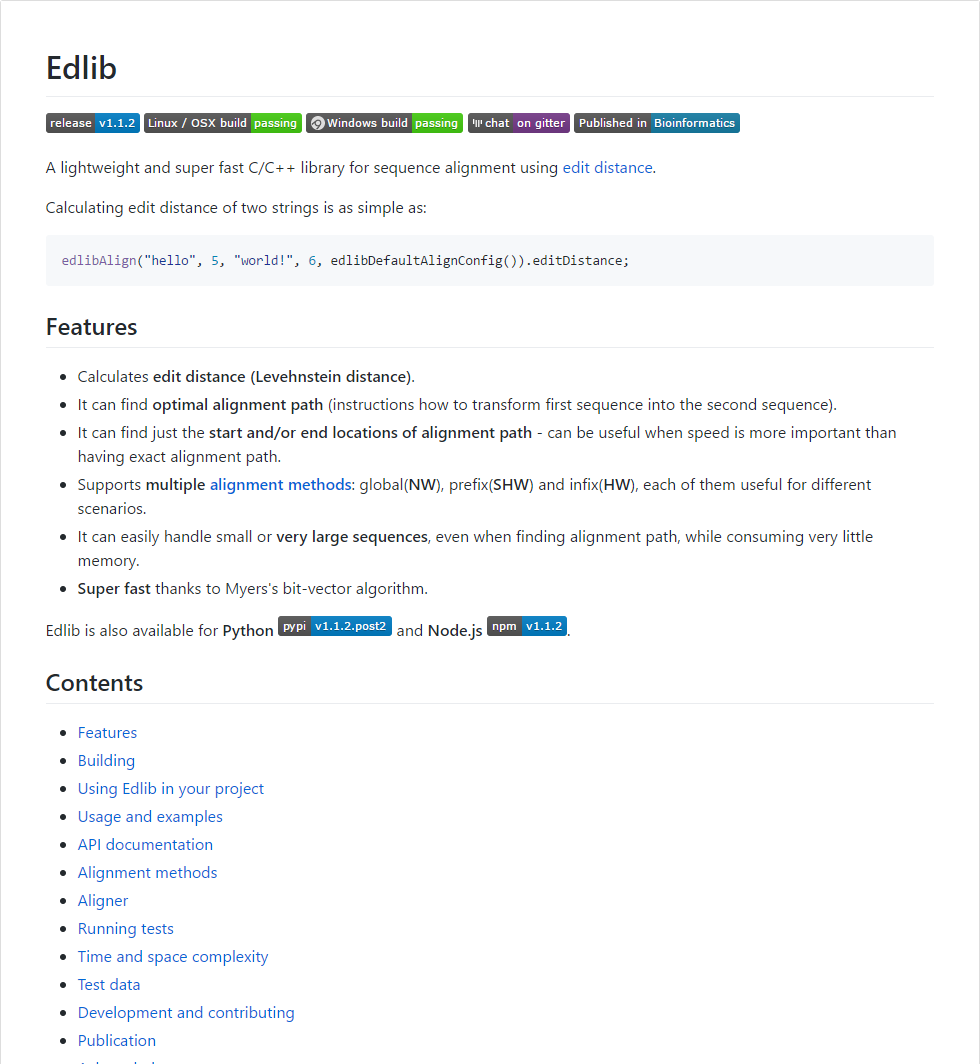 Edlib
release v1.1.2 Linux / OSX build passing Windows build passing chat on gitter Published in Bioinformatics
A lightweight and super fast C/C++ library for sequence alignment using edit distance.
Calculating edit distance of two strings is as simple as:
edlibAlign("hello", 5, "world!", 6, edlibDefaultAlignConfig()).editDistance;
Features
• Calculates edit distance (Levehnstein distance).
• It can find optimal alignment path (instructions how to transform first sequence into the second sequence).
• It can find just the start and/or end locations of alignment path - can be useful when speed is more important than
having exact alignment path.
• Supports multiple alignment methods: global(NW), prefix(SHW) and infix(HW), each of them useful for different
scenarios.
• It can easily handle small or very large sequences, even when finding alignment path, while consuming very little
memory.
• Super fast thanks to Myers's bit-vector algorithm.
Edlib is also available for Python pypi v1.1.2.post2 and Node.js npm v1.1.2.
Contents
• Features
• Building
• Using Edlib in your project
• Usage and examples
• API documentation
• Alignment methods
• Aligner
• Running tests
• Time and space complexity
• Test data
• Development and contributing
• Publication